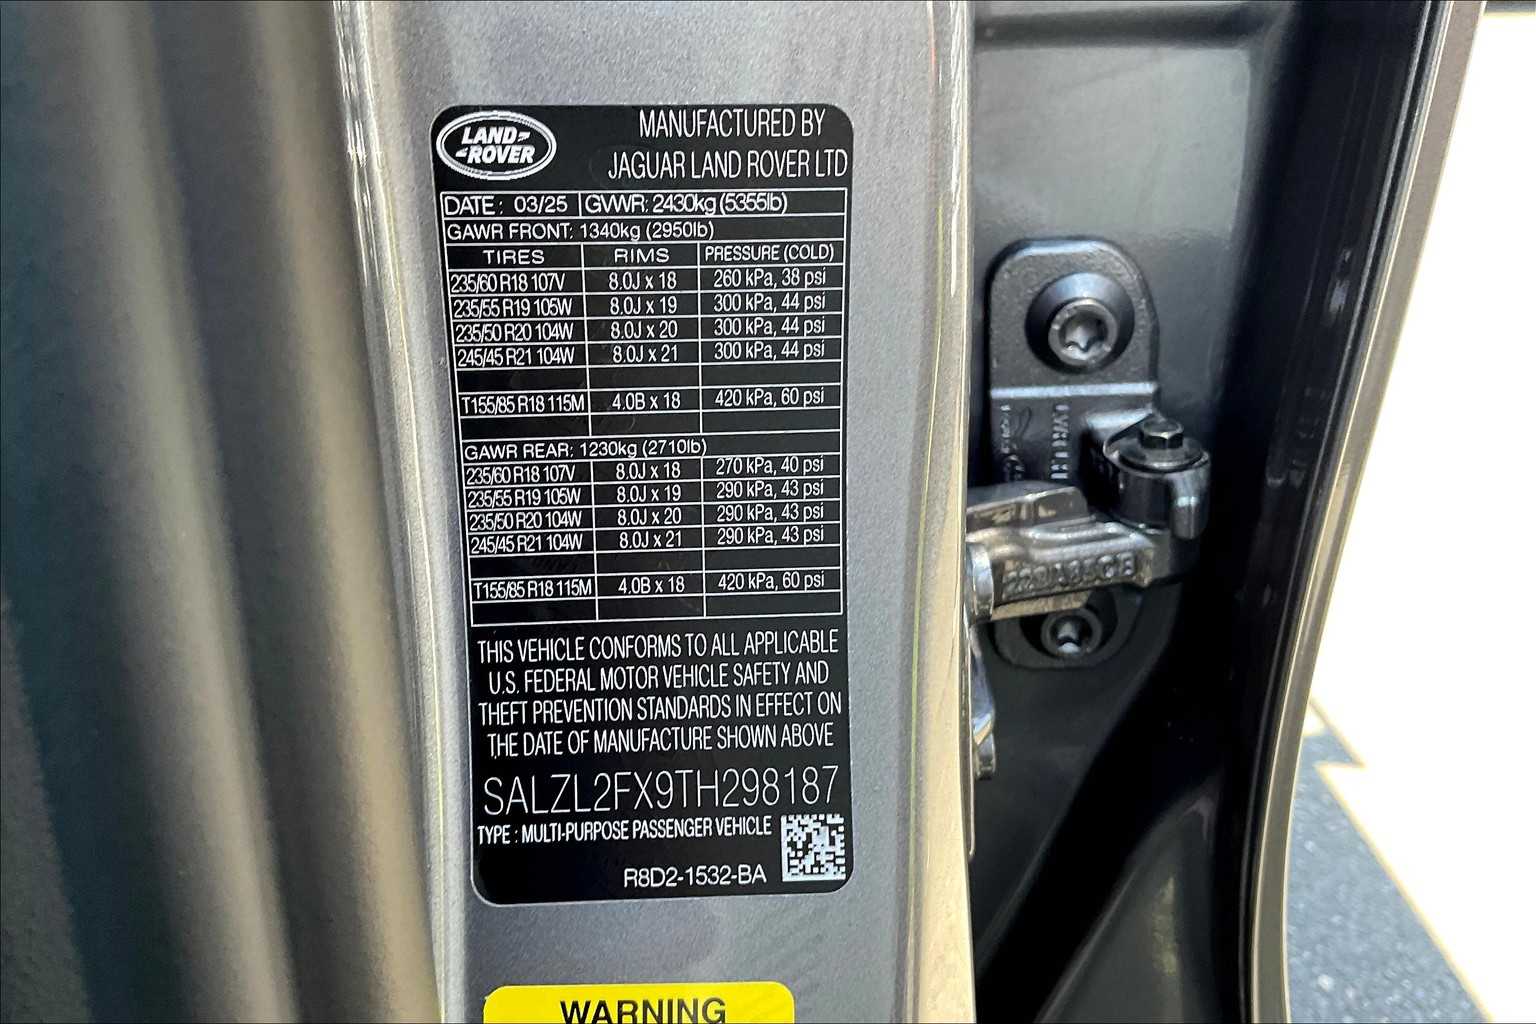 LAND
ROVER
MANUFACTURED BY
JAGUAR LAND ROVER LTD
DATE: 03/25 GVWR: 2430kg (5355lb)
GAWR FRONT: 1340kg (2950lb)
TIRES RIMS PRESSURE (COLD)
235/60 R18 107V 8.0J x 18 260 kPa, 38 psi
235/55 R19 105W 8.0J x 19 300 kPa, 44 psi
235/50 R20 104W 8.0J x 20 300 kPa, 44 psi
245/45 R21 104W 8.0J x 21 300 kPa, 44 psi
T155/85 R18 115M 4.0B x 18 420 kPa, 60 psi
GAWR REAR: 1230kg (2710lb)
235/60 R18 107V 8.0J x 18 270 kPa, 40 psi
235/55 R19 105W 8.0J x 19 290 kPa, 43 psi
235/50 R20 104W 8.0J x 20 290 kPa, 43 psi
245/45 R21 104W 8.0J x 21 290 kPa, 43 psi
T155/85 R18 115M 4.0B x 18 420 kPa, 60 psi
THIS VEHICLE CONFORMS TO ALL APPLICABLE
U.S. FEDERAL MOTOR VEHICLE SAFETY AND
THEFT PREVENTION STANDARDS IN EFFECT ON
THE DATE OF MANUFACTURE SHOWN ABOVE
SALZL2FX9TH298187
TYPE : MULTI-PURPOSE PASSENGER VEHICLE
R8D2-1532-BA
WARNING